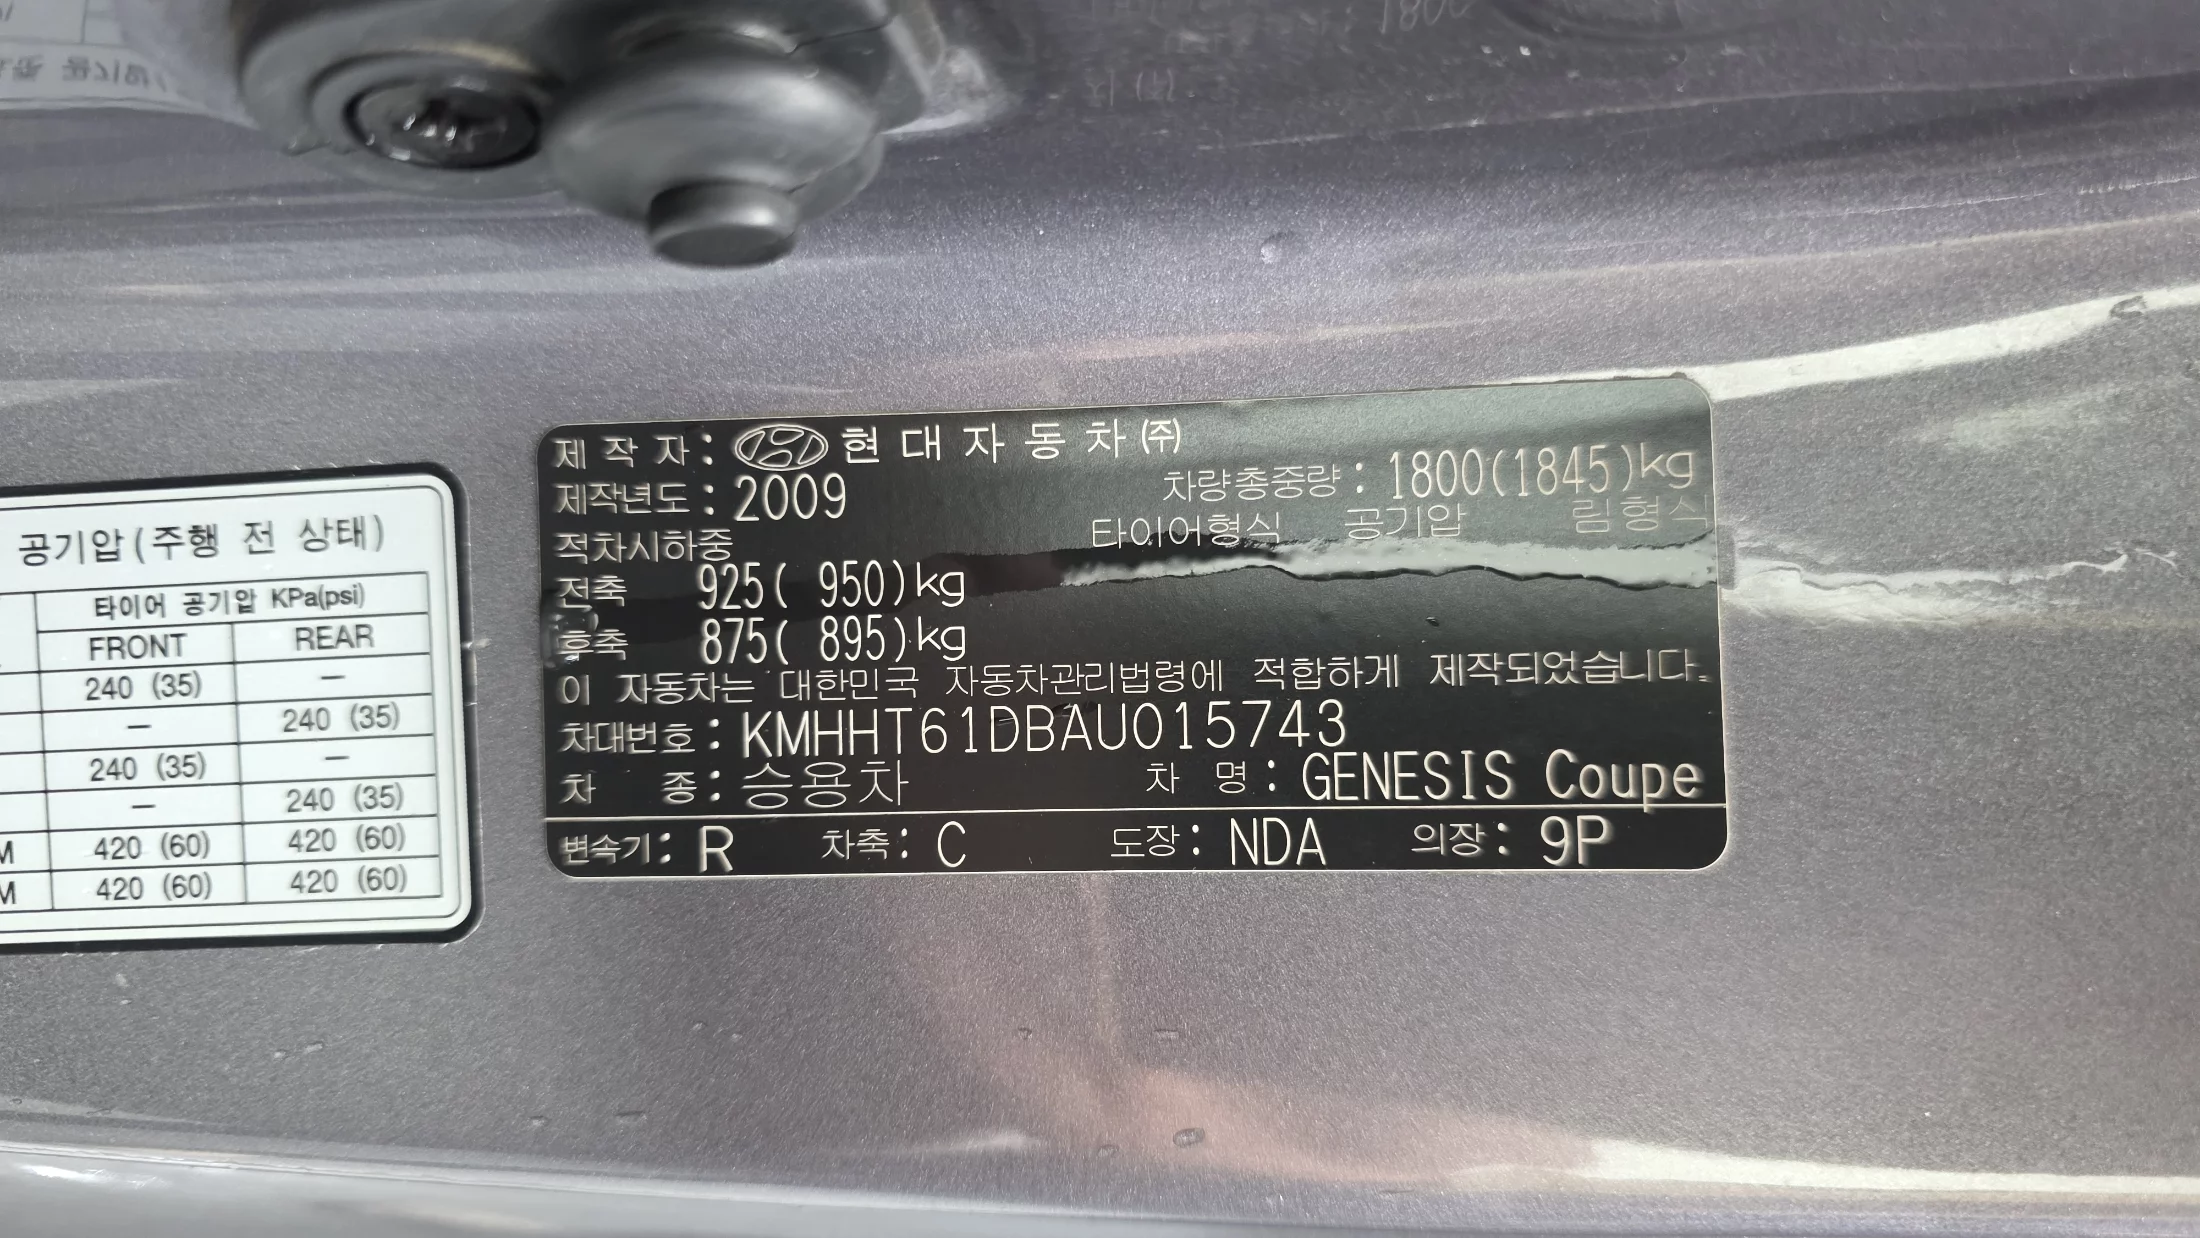 공기압(주행 전 상태)
타이어 공기압 KPa(psi)
FRONT REAR
240 (35) —
— 240 (35)
240 (35) —
— 240 (35)
M 420 (60) 420 (60)
M 420 (60) 420 (60)
제작자: 현대자동차(주)
제작년도: 2009 차량총중량: 1800(1845)kg
적차시하중 타이어형식 공기압 림형식
전축 925( 950)kg
후축 875( 895)kg
이 자동차는 대한민국 자동차관리법령에 적합하게 제작되었습니다.
차대번호: KMHHT61DBAU015743
차 종: 승용차 차 명: GENESIS Coupe
변속기: R 차축: C 도장: NDA 의장: 9P